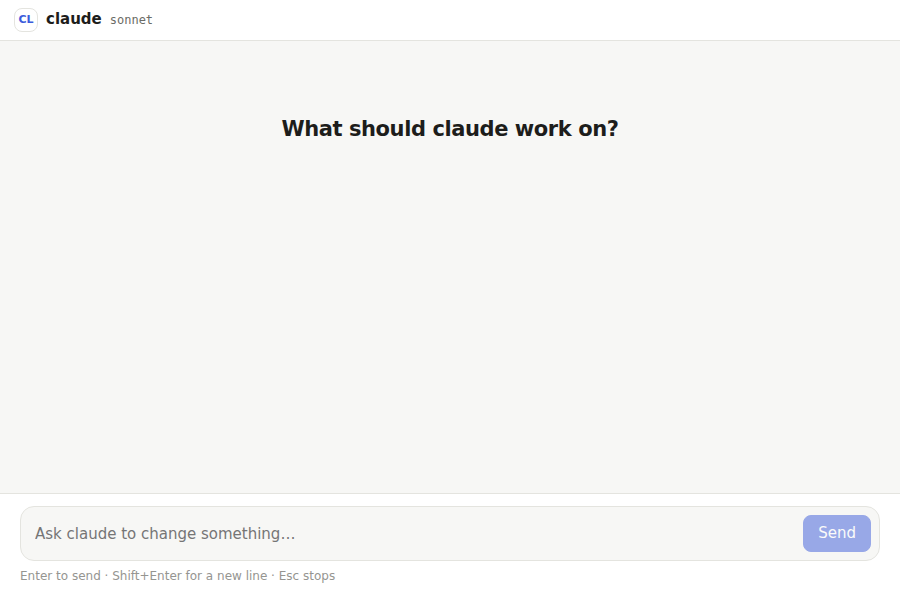 CL claude sonnet
What should claude work on?
Ask claude to change something…
Send
Enter to send · Shift+Enter for a new line · Esc stops